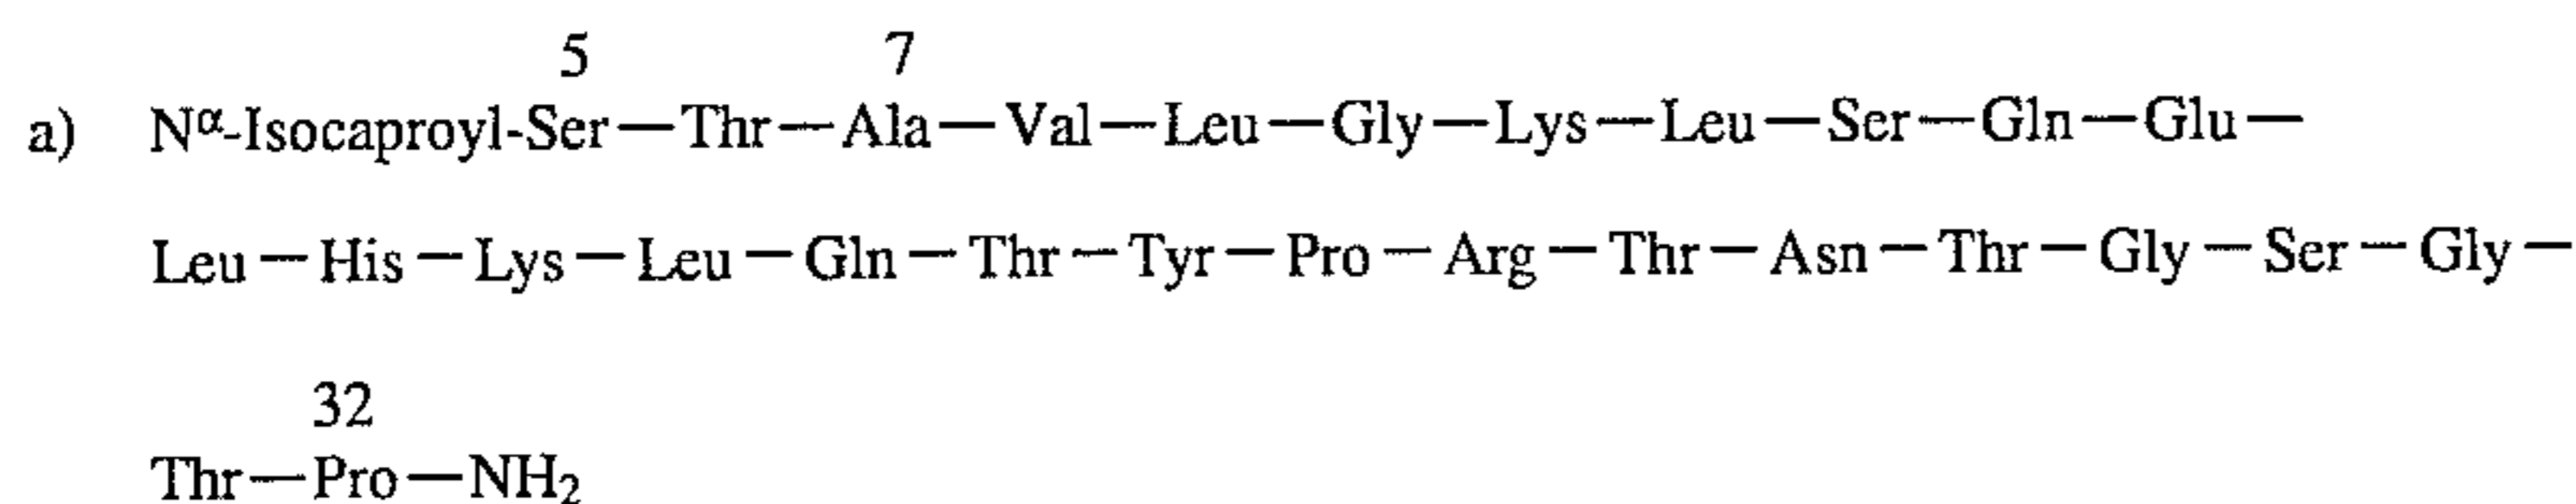 5 7
a) Nα-Isocaproyl-Ser—Thr—Ala—Val—Leu—Gly—Lys—Leu—Ser—Gln—Glu—
Leu—His—Lys—Leu—Gln—Thr—Tyr—Pro—Arg—Thr—Asn—Thr—Gly—Ser—Gly—
32
Thr—Pro—NH₂